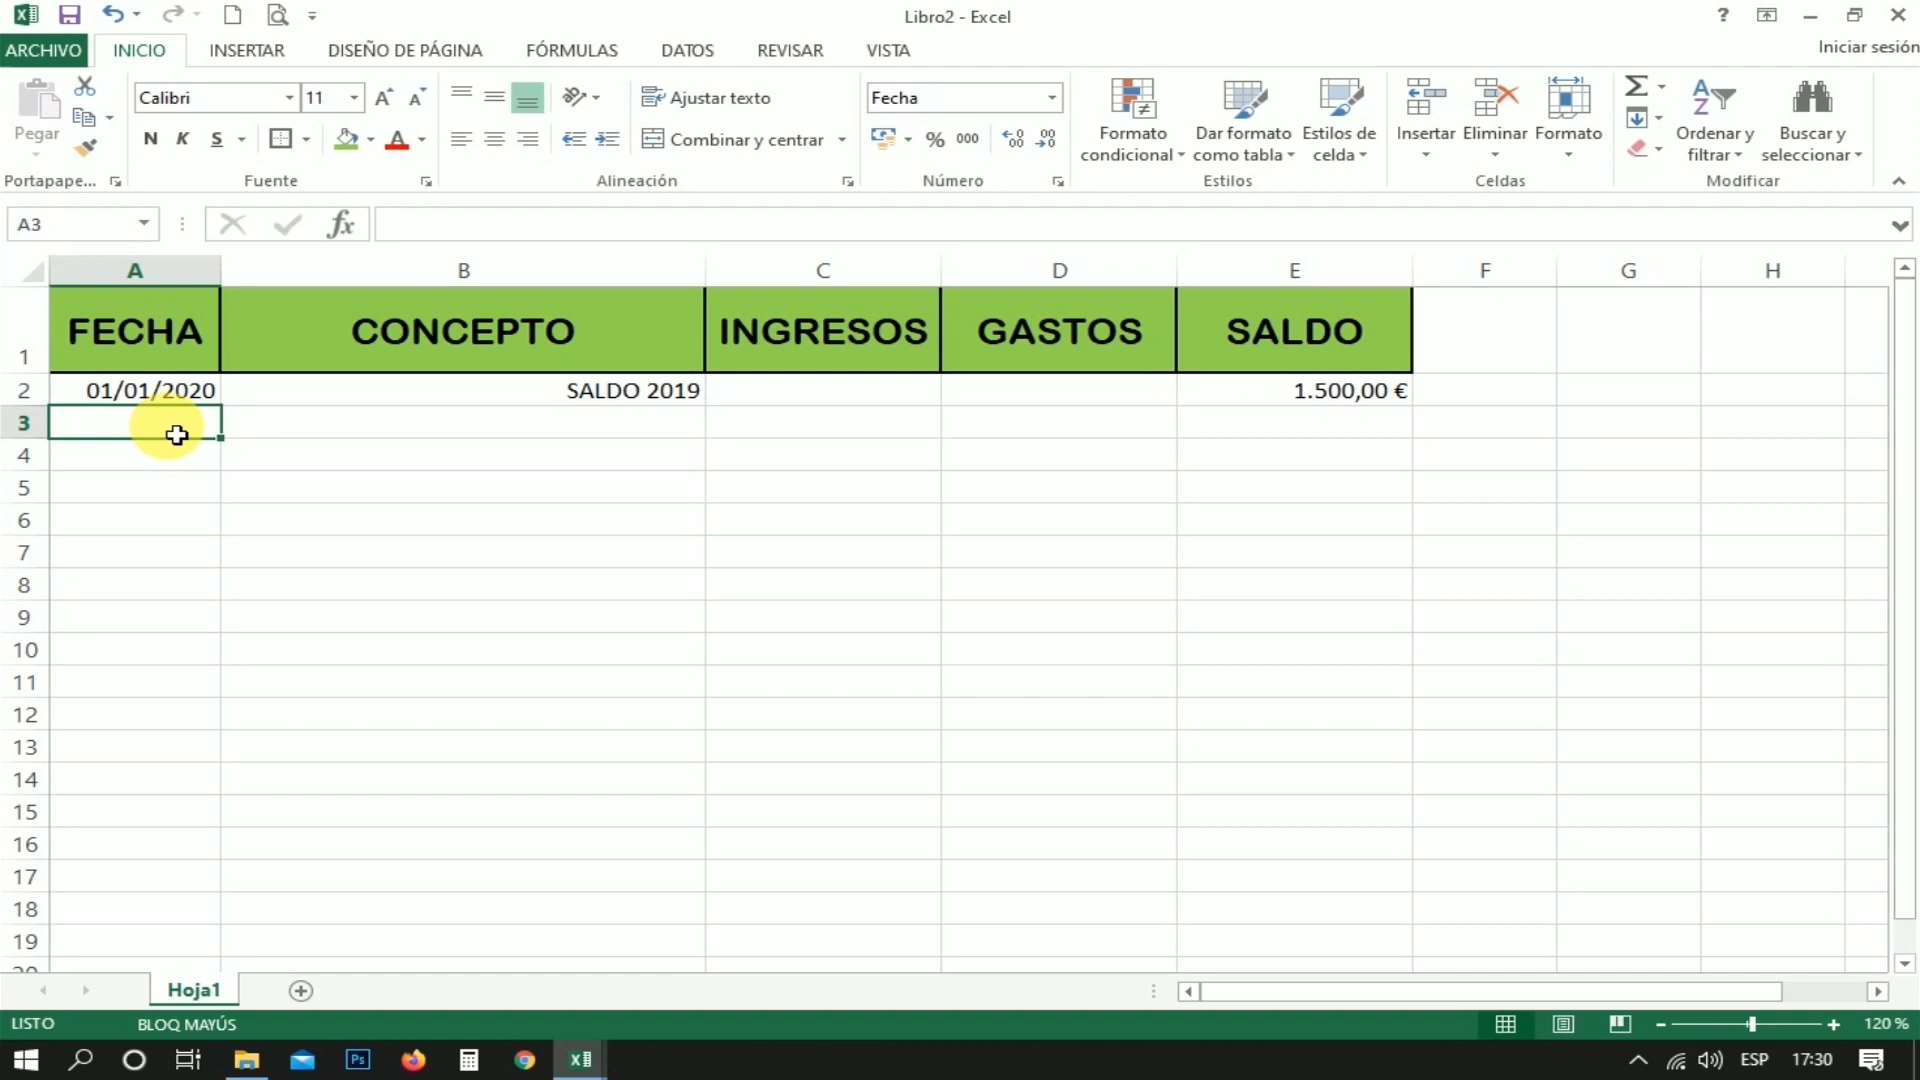 Libro2 - Excel
?
ARCHIVO INICIO INSERTAR DISEÑO DE PÁGINA FÓRMULAS DATOS REVISAR VISTA Iniciar sesión
Pegar
Portapape...
Calibri 11
N K S A
Fuente
Ajustar texto
Combinar y centrar
Alineación
Fecha
% 000
Número
Formato condicional
Dar formato como tabla
Estilos de celda
Estilos
Insertar Eliminar Formato
Celdas
Ordenar y filtrar
Buscar y seleccionar
Modificar
A3 fx
A B C D E F G H
1 FECHA CONCEPTO INGRESOS GASTOS SALDO
2 01/01/2020 SALDO 2019 1.500,00 €
3
4
5
6
7
8
9
10
11
12
13
14
15
16
17
18
19
Hoja1
LISTO BLOQ MAYÚS 120 %
Ps ESP 17:30